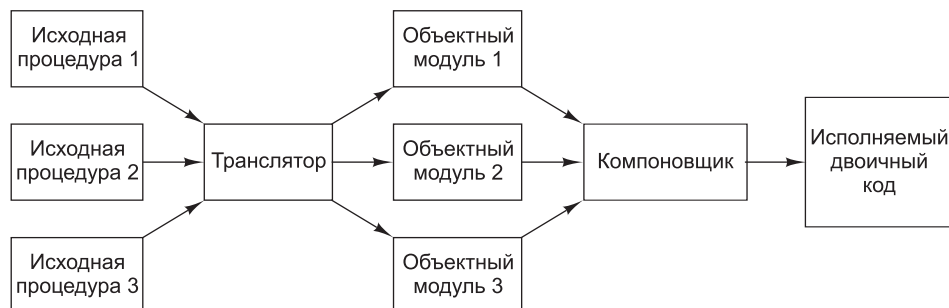 Исходная
процедура 1
Объектный
модуль 1
Исходная
процедура 2
Транслятор
Объектный
модуль 2
Компоновщик
Исполняемый
двоичный
код
Исходная
процедура 3
Объектный
модуль 3